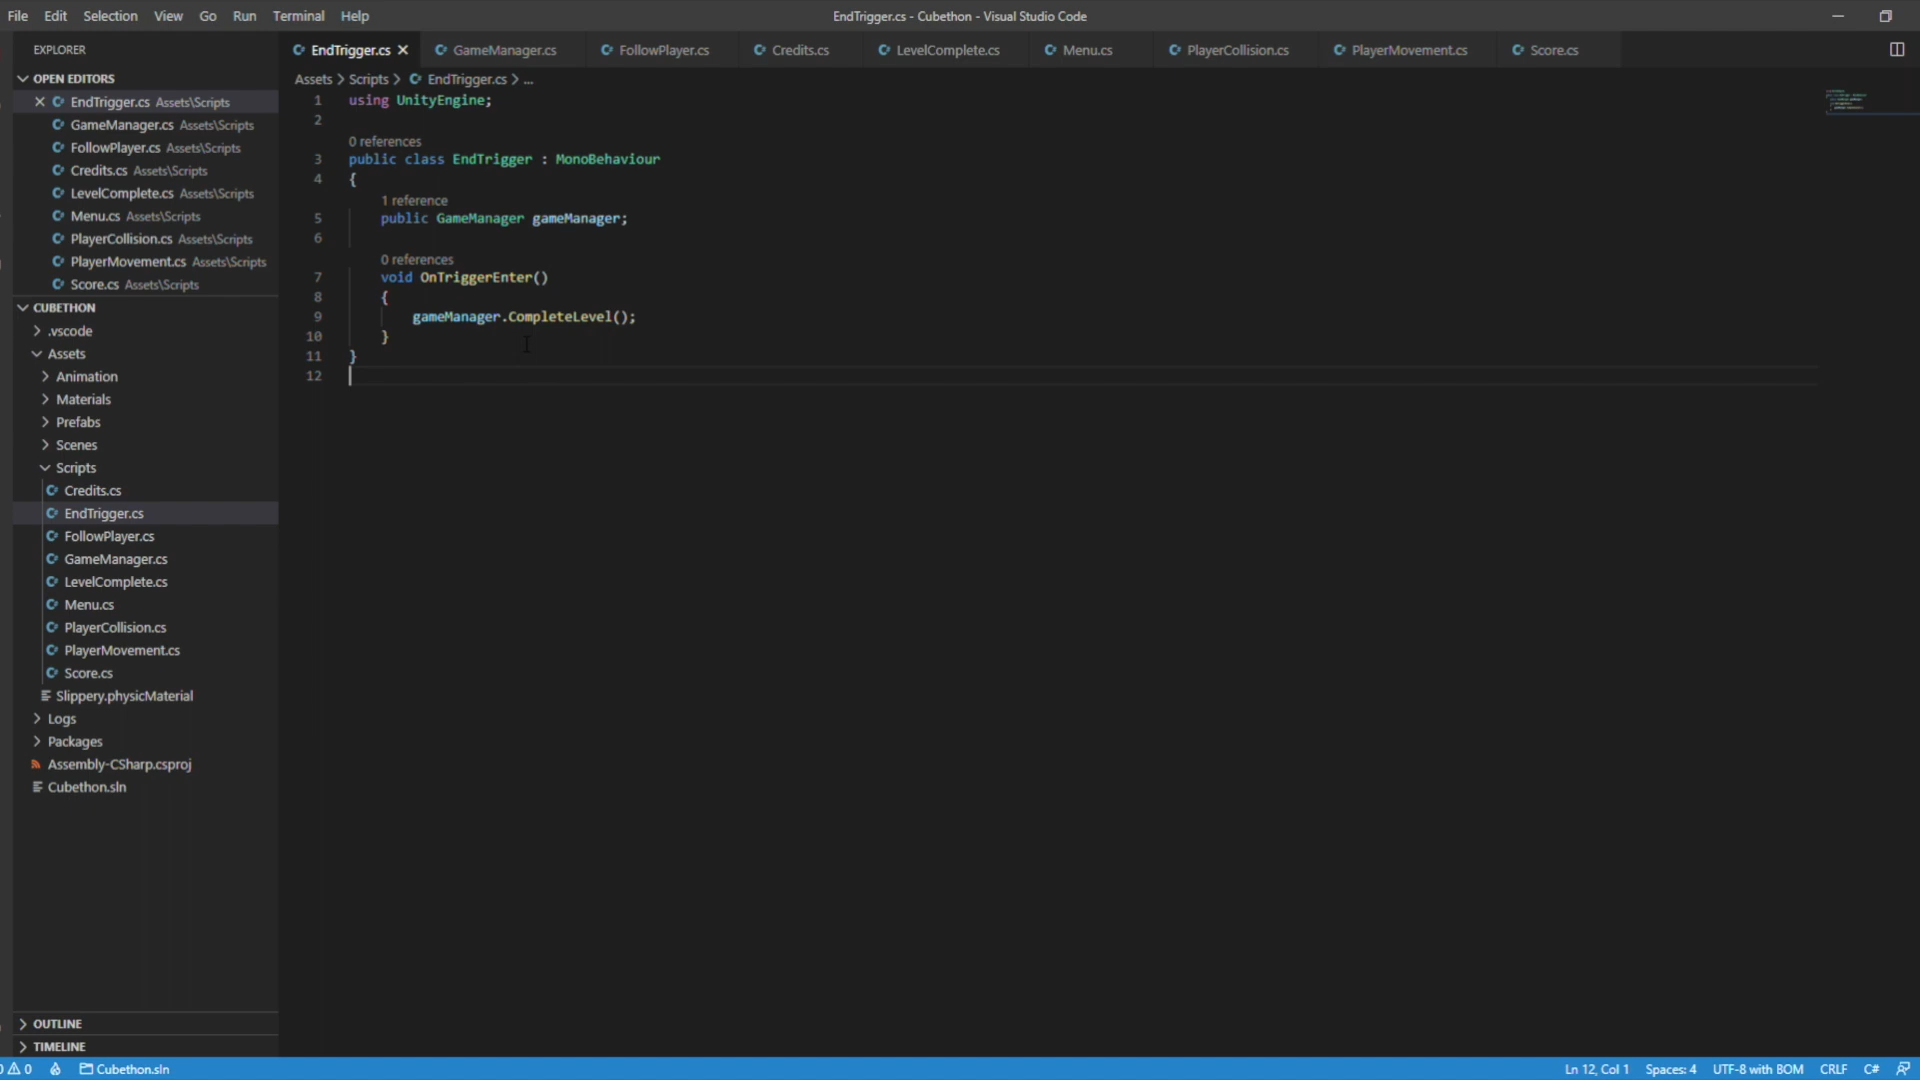 File Edit Selection View Go Run Terminal Help
EndTrigger.cs - Cubethon - Visual Studio Code
EXPLORER
OPEN EDITORS
EndTrigger.cs Assets\Scripts
GameManager.cs Assets\Scripts
FollowPlayer.cs Assets\Scripts
Credits.cs Assets\Scripts
LevelComplete.cs Assets\Scripts
Menu.cs Assets\Scripts
PlayerCollision.cs Assets\Scripts
PlayerMovement.cs Assets\Scripts
Score.cs Assets\Scripts
CUBETHON
.vscode
Assets
Animation
Materials
Prefabs
Scenes
Scripts
Credits.cs
EndTrigger.cs
FollowPlayer.cs
GameManager.cs
LevelComplete.cs
Menu.cs
PlayerCollision.cs
PlayerMovement.cs
Score.cs
Slippery.physicMaterial
Logs
Packages
Assembly-CSharp.csproj
Cubethon.sln
OUTLINE
TIMELINE
EndTrigger.cs GameManager.cs FollowPlayer.cs Credits.cs LevelComplete.cs Menu.cs PlayerCollision.cs PlayerMovement.cs Score.cs
Assets > Scripts > EndTrigger.cs > ...
1 using UnityEngine;
2
0 references
3 public class EndTrigger : MonoBehaviour
4 {
1 reference
5 public GameManager gameManager;
6
0 references
7 void OnTriggerEnter()
8 {
9 gameManager.CompleteLevel();
10 }
11 }
12
0 Cubethon.sln
Ln 12, Col 1 Spaces: 4 UTF-8 with BOM CRLF C#